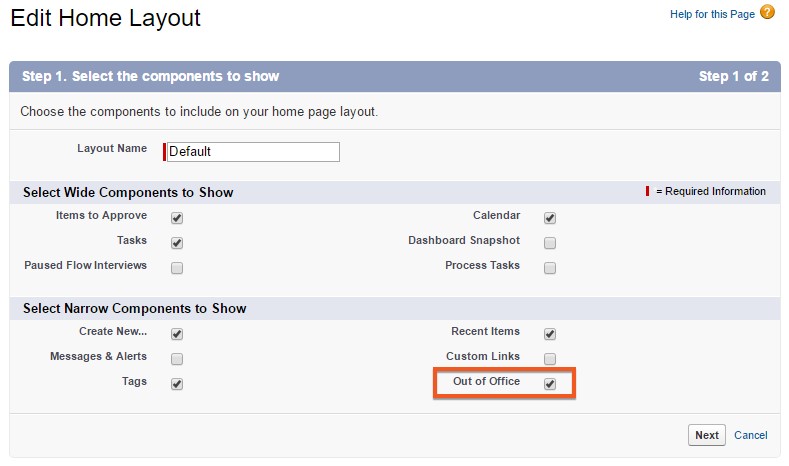 Edit Home Layout
Help for this Page ?
Step 1. Select the components to show Step 1 of 2
Choose the components to include on your home page layout.
Layout Name Default
Select Wide Components to Show = Required Information
Items to Approve Calendar
Tasks Dashboard Snapshot
Paused Flow Interviews Process Tasks
Select Narrow Components to Show
Create New... Recent Items
Messages & Alerts Custom Links
Tags Out of Office
Next Cancel